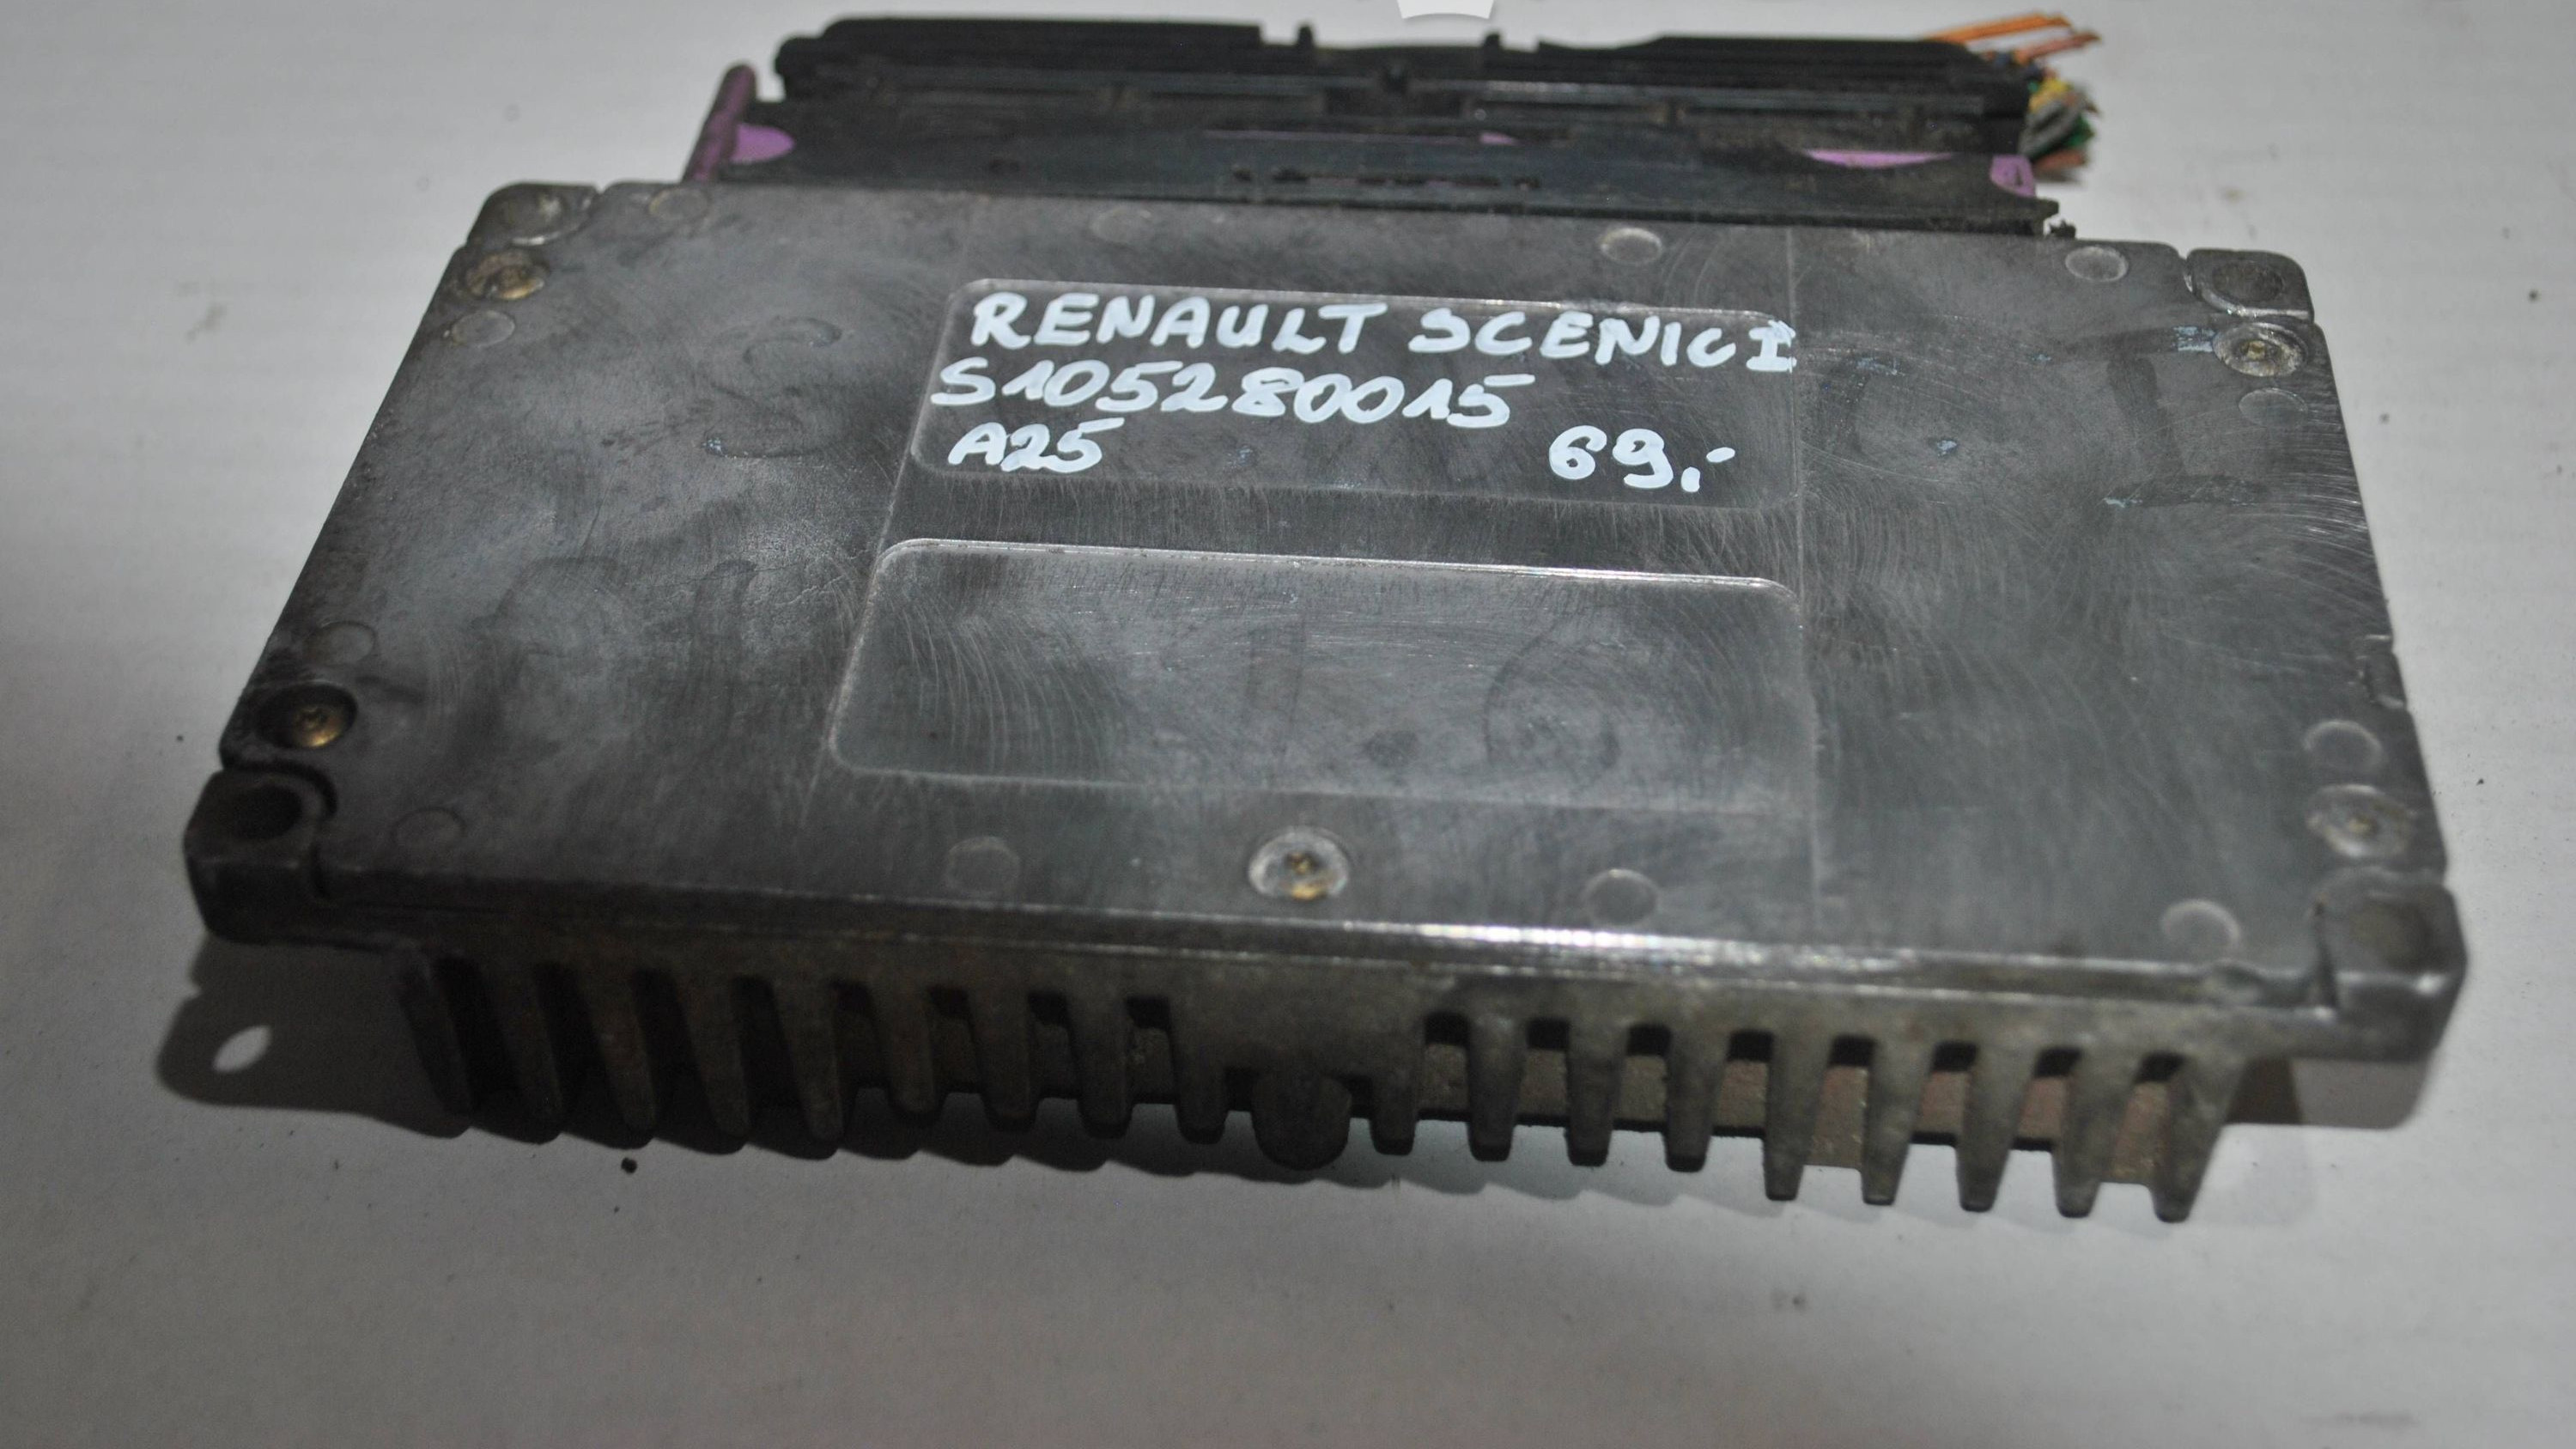 RENAULT SCENIC I
S105280015
A25 69,-